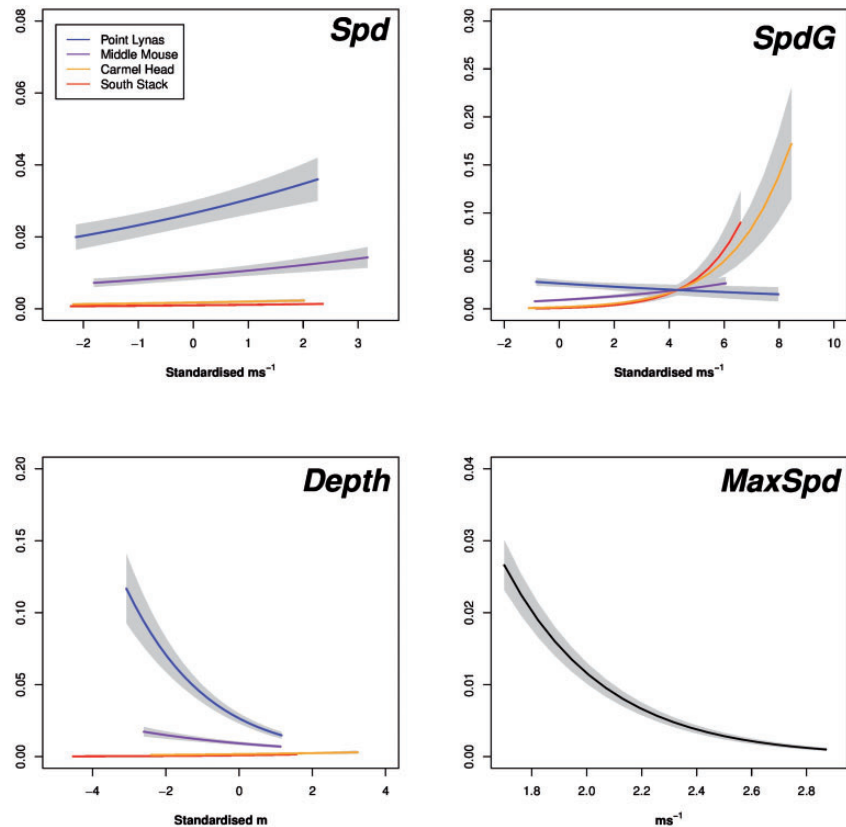 Spd
Point Lynas
Middle Mouse
Carmel Head
South Stack
0.00 0.02 0.04 0.06 0.08
−2 −1 0 1 2 3
Standardised ms⁻¹
SpdG
0.00 0.05 0.10 0.15 0.20 0.25 0.30
−2 0 2 4 6 8 10
Standardised ms⁻¹
Depth
0.00 0.05 0.10 0.15 0.20
−4 −2 0 2 4
Standardised m
MaxSpd
0.00 0.01 0.02 0.03 0.04
1.8 2.0 2.2 2.4 2.6 2.8
ms⁻¹